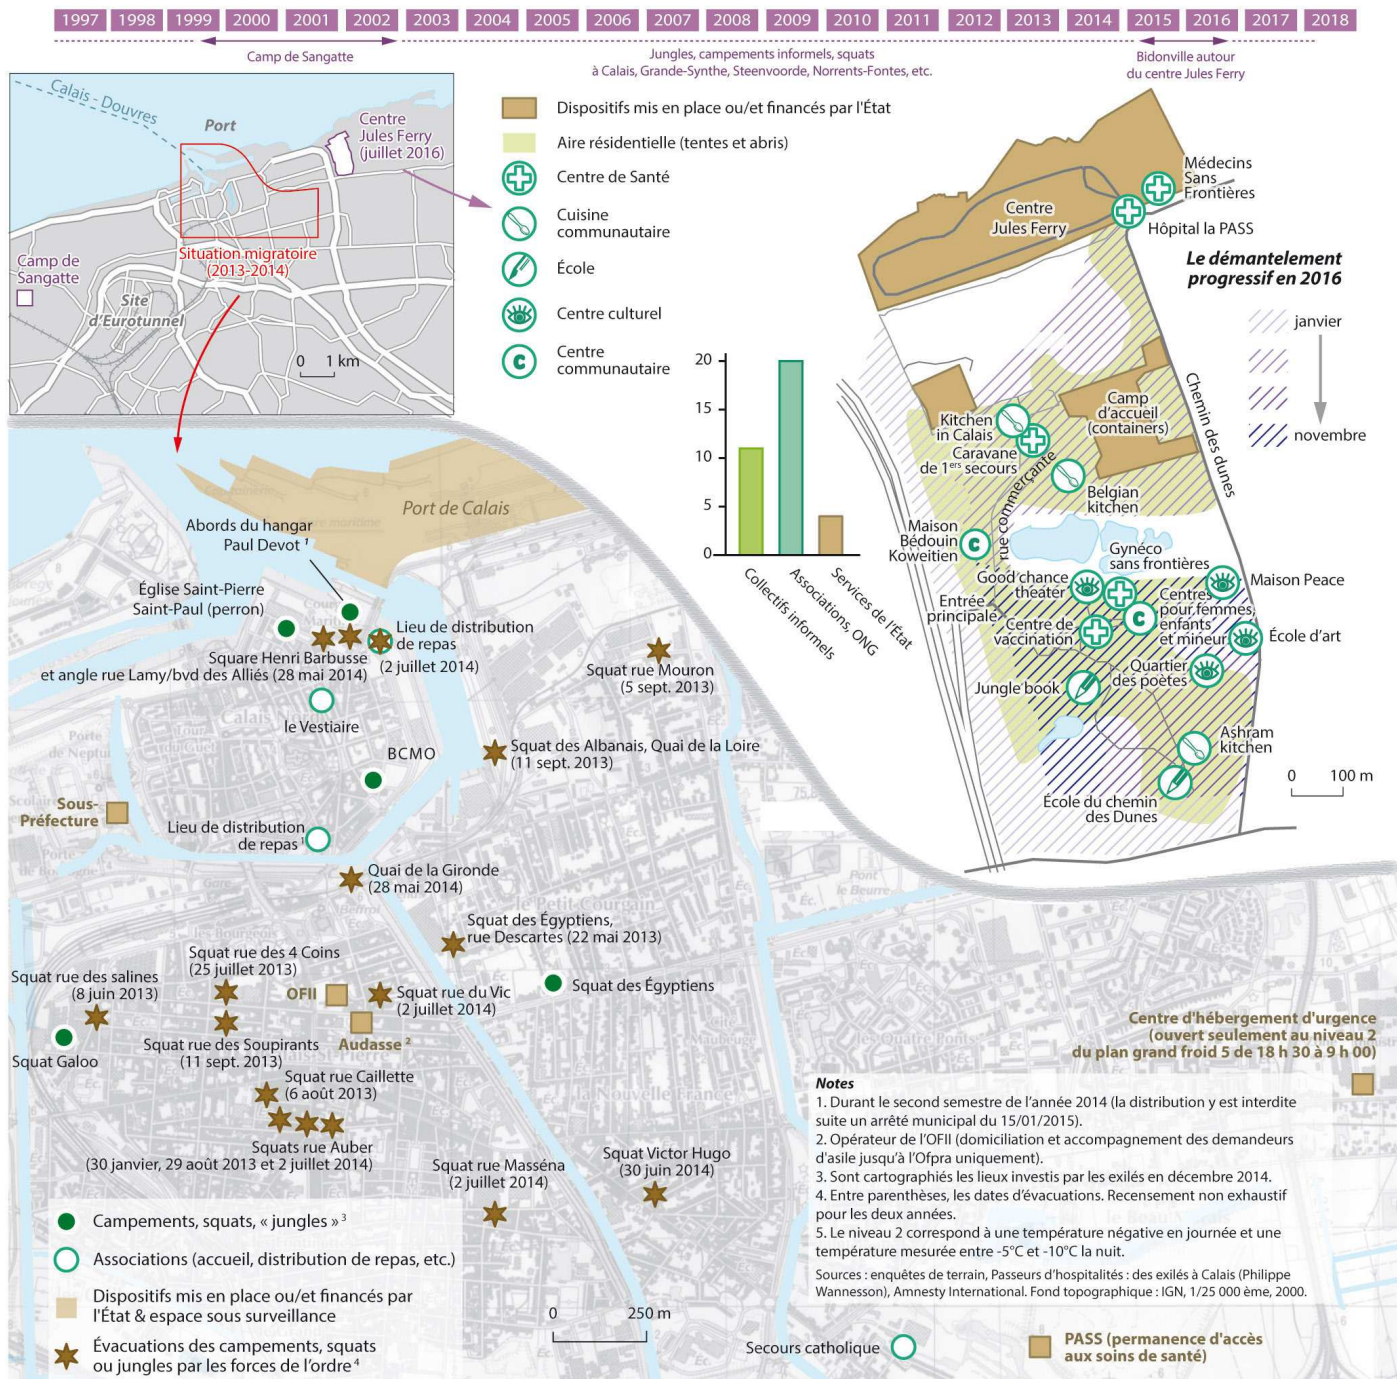 1997 1998 1999 2000 2001 2002 2003 2004 2005 2006 2007 2008 2009 2010 2011 2012 2013 2014 2015 2016 2017 2018
Camp de Sangatte
Jungles, campements informels, squats
à Calais, Grande-Synthe, Steenvoorde, Norrents-Fontes, etc.
Bidonville autour
du centre Jules Ferry
Calais - Douvres
Port
Centre
Jules Ferry
(juillet 2016)
Situation migratoire
(2013-2014)
Camp de
Sangatte
Site
d'Eurotunnel
0 1 km
Dispositifs mis en place ou/et financés par l'État
Aire résidentielle (tentes et abris)
Centre de Santé
Cuisine
communautaire
École
Centre culturel
C Centre
communautaire
20
15
10
5
0
Collectifs informels
Associations, ONG
Services de l'État
Médecins
Sans
Frontières
Hôpital la PASS
Centre
Jules Ferry
Le démantelement
progressif en 2016
janvier
novembre
Chemin des dunes
Camp
d'accueil
(containers)
Kitchen
in Calais
Caravane
de 1ers secours
rue commerçante
Belgian
kitchen
Maison
Bédouin
Koweitien
C
Gynéco
sans frontières
Good chance
theater
Maison Peace
Entrée
principale
Centres
pour femmes,
enfants
et mineur
C
Centre de
vaccination
École d'art
Quartier
des poètes
Jungle book
Ashram
kitchen
École du chemin
des Dunes
0 100 m
Port de Calais
Abords du hangar
Paul Devot 1
Église Saint-Pierre
Saint-Paul (perron)
Lieu de distribution
de repas
(2 juillet 2014)
Square Henri Barbusse
et angle rue Lamy/bvd des Alliés (28 mai 2014)
Squat rue Mouron
(5 sept. 2013)
le Vestiaire
Calais
BCMO
Squat des Albanais, Quai de la Loire
(11 sept. 2013)
Sous-
Préfecture
Lieu de distribution
de repas 1
Quai de la Gironde
(28 mai 2014)
le Petit Courgain
Pont
le Beurre
Squat des Égyptiens,
rue Descartes (22 mai 2013)
Squat rue des 4 Coins
(25 juillet 2013)
Squat rue des salines
(8 juin 2013)
OFII
Squat rue du Vic
(2 juillet 2014)
Squat des Égyptiens
Squat Galoo
Squat rue des Soupirants
(11 sept. 2013)
Audasse 2
Squat rue Caillette
(6 août 2013)
Squats rue Auber
(30 janvier, 29 août 2013 et 2 juillet 2014)
Squat rue Masséna
(2 juillet 2014)
Squat Victor Hugo
(30 juin 2014)
Centre d'hébergement d'urgence
(ouvert seulement au niveau 2
du plan grand froid 5 de 18 h 30 à 9 h 00)
Notes
1. Durant le second semestre de l'année 2014 (la distribution y est interdite
suite un arrêté municipal du 15/01/2015).
2. Opérateur de l'OFII (domiciliation et accompagnement des demandeurs
d'asile jusqu'à l'Ofpra uniquement).
3. Sont cartographiés les lieux investis par les exilés en décembre 2014.
4. Entre parenthèses, les dates d'évacuations. Recensement non exhaustif
pour les deux années.
5. Le niveau 2 correspond à une température négative en journée et une
température mesurée entre -5°C et -10°C la nuit.
Sources : enquêtes de terrain, Passeurs d'hospitalités : des exilés à Calais (Philippe
Wannesson), Amnesty International. Fond topographique : IGN, 1/25 000 ème, 2000.
Campements, squats, « jungles » 3
Associations (accueil, distribution de repas, etc.)
Dispositifs mis en place ou/et financés par
l'État & espace sous surveillance
Évacuations des campements, squats
ou jungles par les forces de l'ordre 4
0 250 m
Secours catholique
PASS (permanence d'accès
aux soins de santé)